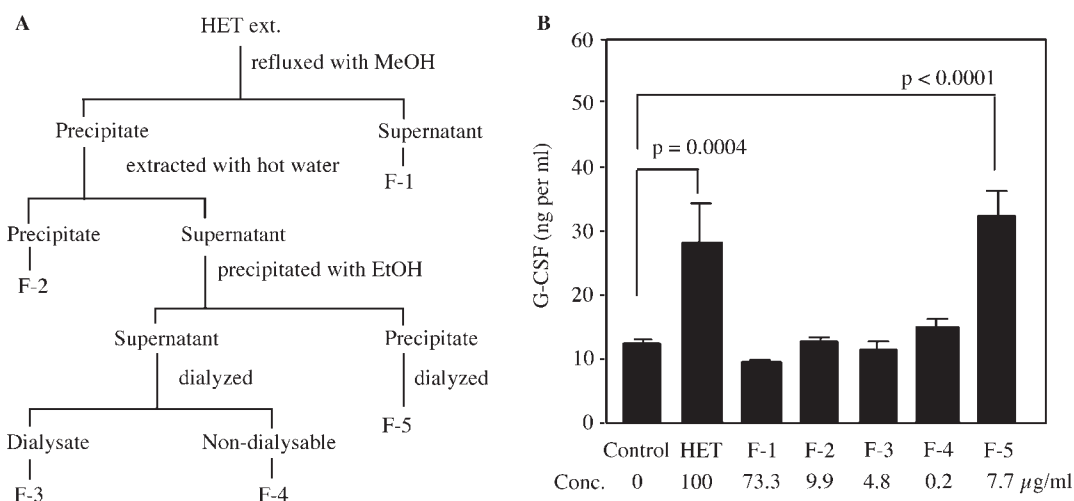 A
HET ext.
refluxed with MeOH
Precipitate Supernatant
extracted with hot water
F-1
Precipitate Supernatant
F-2
precipitated with EtOH
Supernatant Precipitate
dialyzed dialyzed
F-5
Dialysate Non-dialysable
F-3 F-4
B
G-CSF (ng per ml)
60
50
40
30
20
10
0
p < 0.0001
p = 0.0004
Control HET F-1 F-2 F-3 F-4 F-5
Conc. 0 100 73.3 9.9 4.8 0.2 7.7 µg/ml